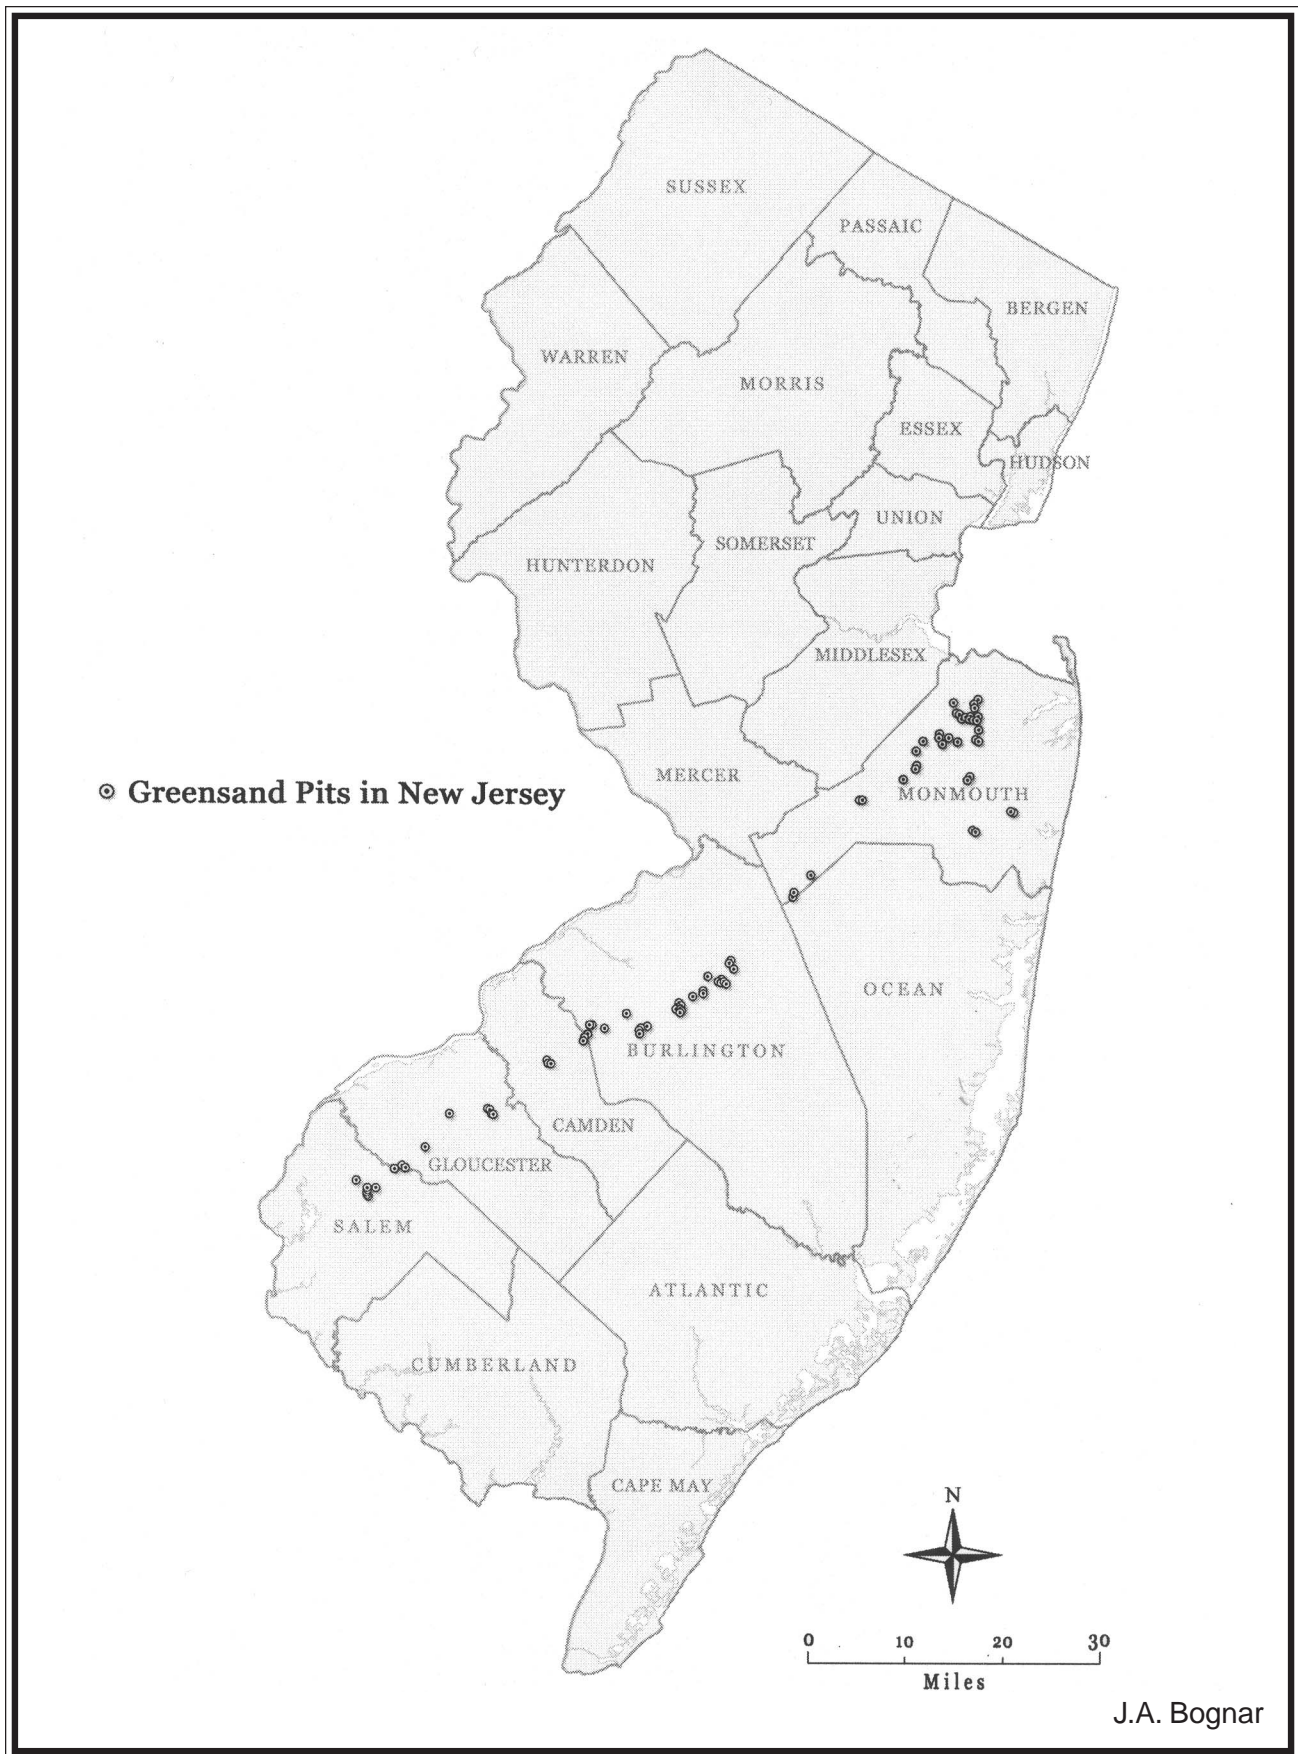 SUSSEX
PASSAIC
BERGEN
WARREN
MORRIS
ESSEX
HUDSON
UNION
SOMERSET
HUNTERDON
MIDDLESEX
MERCER
Greensand Pits in New Jersey
MONMOUTH
OCEAN
BURLINGTON
CAMDEN
GLOUCESTER
SALEM
ATLANTIC
CUMBERLAND
CAPE MAY
N
0 10 20 30
Miles
J.A. Bognar